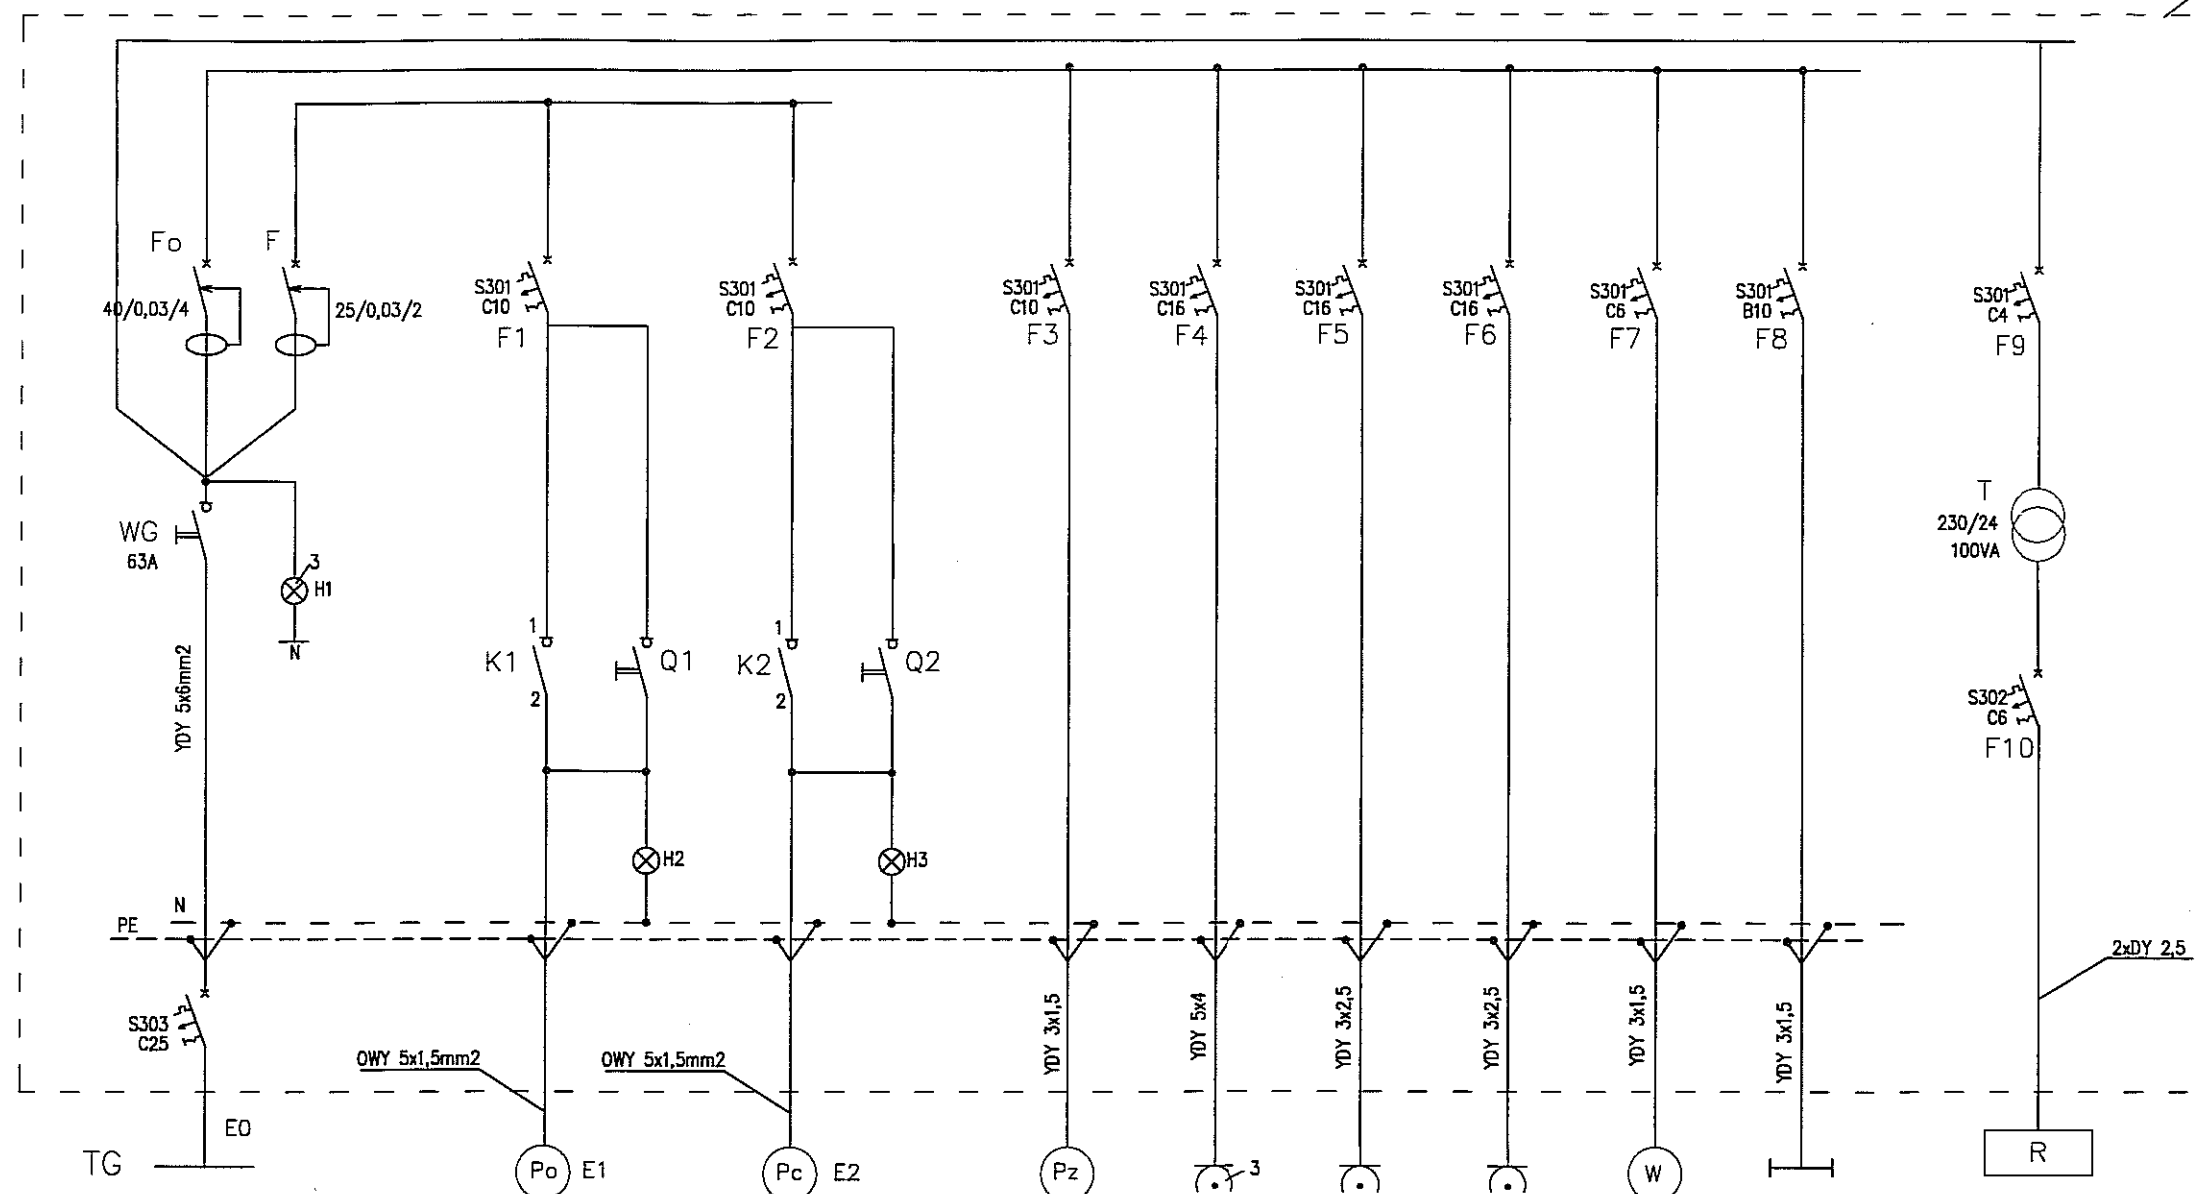 Fo
F
40/0,03/4
25/0,03/2
S301
C10
F1
S301
C10
F2
S301
C10
F3
S301
C16
F4
S301
C16
F5
S301
C16
F6
S301
C6
F7
S301
B10
F8
S301
C4
F9
WG
63A
3
H1
N
T
230/24
100VA
YDY 5x6mm2
1
K1
2
Q1
1
K2
2
Q2
S302
C6
F10
H2
H3
N
PE
2xDY 2,5
S303
C25
OWY 5x1,5mm2
OWY 5x1,5mm2
YDY 3x1,5
YDY 5x4
YDY 3x2,5
YDY 3x2,5
YDY 3x1,5
YDY 3x1,5
E0
TG
Po
E1
Pc
E2
Pz
3
W
R